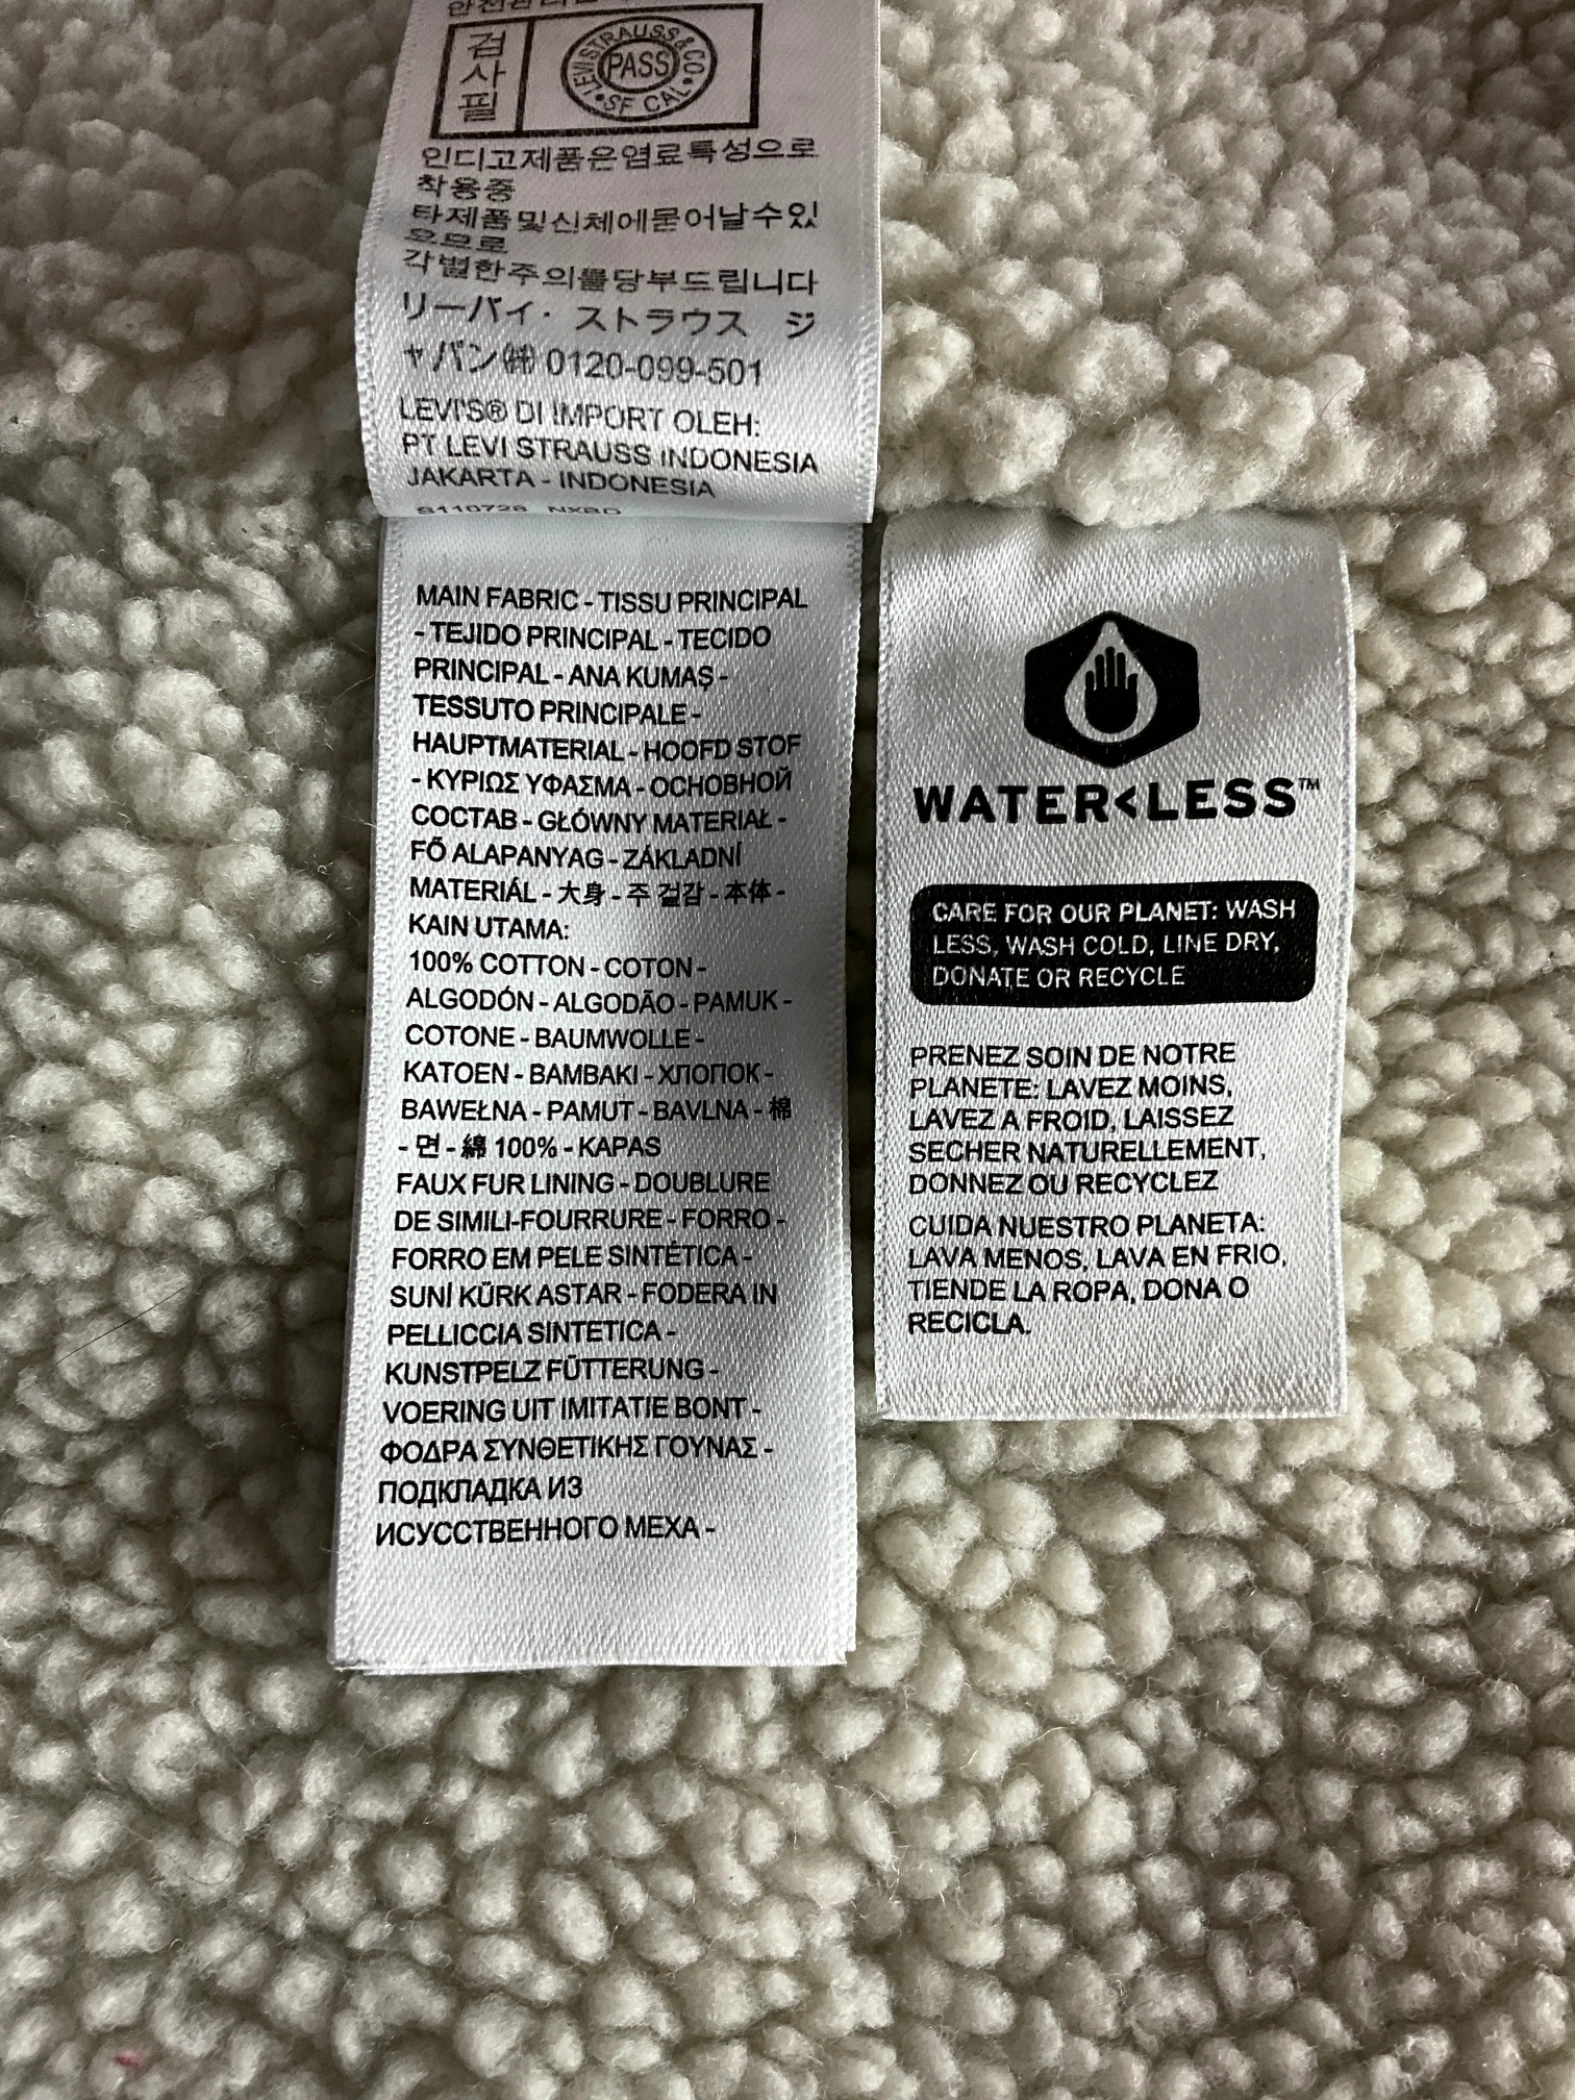 검사필
LEVI STRAUSS & CO.
PASS
SF CAL
인디고제품은염료특성으로
착용중
타제품및신체에묻어날수있
으므로
각별한주의를당부드립니다
リーバイ・ストラウス ジ
ャパン㈱ 0120-099-501
LEVI'S® DI IMPORT OLEH:
PT LEVI STRAUSS INDONESIA
JAKARTA - INDONESIA
MAIN FABRIC - TISSU PRINCIPAL
- TEJIDO PRINCIPAL - TECIDO
PRINCIPAL - ANA KUMAŞ -
TESSUTO PRINCIPALE -
HAUPTMATERIAL - HOOFD STOF
- ΚΥΡΙΩΣ ΥΦΑΣΜΑ - ОСНОВНОЙ
СОСТАВ - GŁÓWNY MATERIAŁ -
FŐ ALAPANYAG - ZÁKLADNÍ
MATERIÁL - 大身 - 주 겉감 - 本体 -
KAIN UTAMA:
100% COTTON - COTON -
ALGODÓN - ALGODÃO - PAMUK -
COTONE - BAUMWOLLE -
KATOEN - ΒΑΜΒΑΚΙ - ХЛОПОК -
BAWEŁNA - PAMUT - BAVLNA - 棉
- 면 - 綿 100% - KAPAS
FAUX FUR LINING - DOUBLURE
DE SIMILI-FOURRURE - FORRO -
FORRO EM PELE SINTÉTICA -
SUNİ KÜRK ASTAR - FODERA IN
PELLICCIA SINTETICA -
KUNSTPELZ FÜTTERUNG -
VOERING UIT IMITATIE BONT -
ΦΟΔΡΑ ΣΥΝΘΕΤΙΚΗΣ ΓΟΥΝΑΣ -
ПОДКЛАДКА ИЗ
ИСУССТВЕННОГО МЕХА -
WATER<LESS™
CARE FOR OUR PLANET: WASH
LESS, WASH COLD, LINE DRY,
DONATE OR RECYCLE
PRENEZ SOIN DE NOTRE
PLANETE: LAVEZ MOINS,
LAVEZ A FROID, LAISSEZ
SECHER NATURELLEMENT,
DONNEZ OU RECYCLEZ
CUIDA NUESTRO PLANETA:
LAVA MENOS, LAVA EN FRIO,
TIENDE LA ROPA, DONA O
RECICLA.